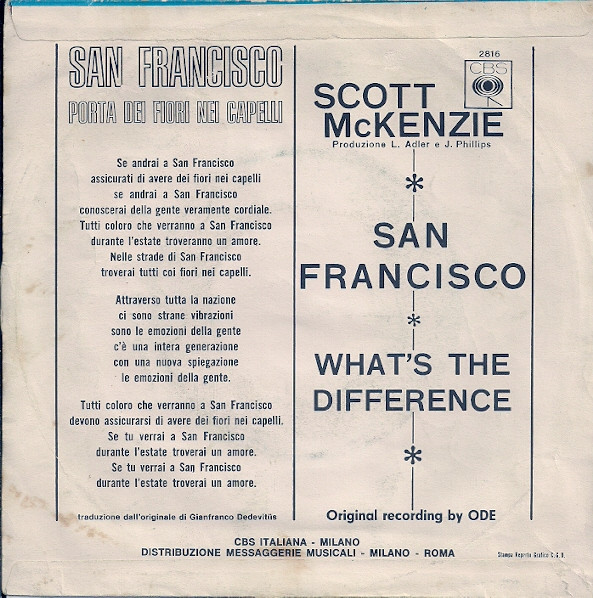 SAN FRANCISCO
PORTA DEI FIORI NEI CAPELLI
Se andrai a San Francisco
assicurati di avere dei fiori nei capelli
se andrai a San Francisco
conoscerai della gente veramente cordiale.
Tutti coloro che verranno a San Francisco
durante l'estate troveranno un amore.
Nelle strade di San Francisco
troverai tutti coi fiori nei capelli.
Attraverso tutta la nazione
ci sono strane vibrazioni
sono le emozioni della gente
c'è una intera generazione
con una nuova spiegazione
le emozioni della gente.
Tutti coloro che verranno a San Francisco
devono assicurarsi di avere dei fiori nei capelli.
Se tu verrai a San Francisco
durante l'estate troverai un amore.
Se tu verrai a San Francisco
durante l'estate troverai un amore.
traduzione dall'originale di Gianfranco Dedevitiis
2816
CBS
SCOTT
McKENZIE
Produzione L. Adler e J. Phillips
*
SAN
FRANCISCO
*
WHAT'S THE
DIFFERENCE
*
Original recording by ODE
CBS ITALIANA - MILANO
DISTRIBUZIONE MESSAGGERIE MUSICALI - MILANO - ROMA
Stampa Reparto Grafico C.G.D.